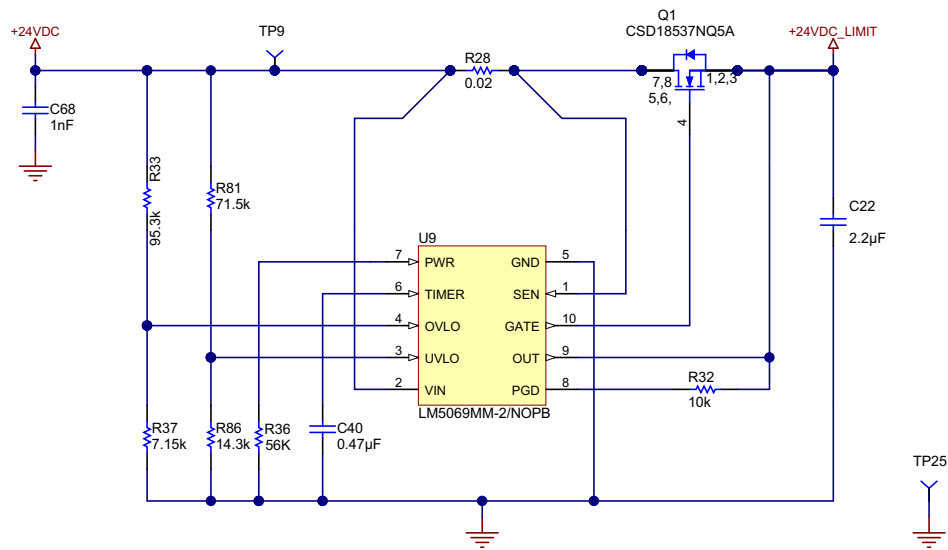 +24VDC
TP9
Q1
CSD18537NQ5A
+24VDC_LIMIT
R28
0.02
7,8
5,6,
1,2,3
4
C68
1nF
R33
95.3k
R81
71.5k
C22
2.2µF
U9
7
PWR
GND
5
6
TIMER
SEN
1
4
OVLO
GATE
10
3
UVLO
OUT
9
2
VIN
PGD
8
LM5069MM-2/NOPB
R32
10k
R37
7.15k
R86
14.3k
R36
56K
C40
0.47µF
TP25